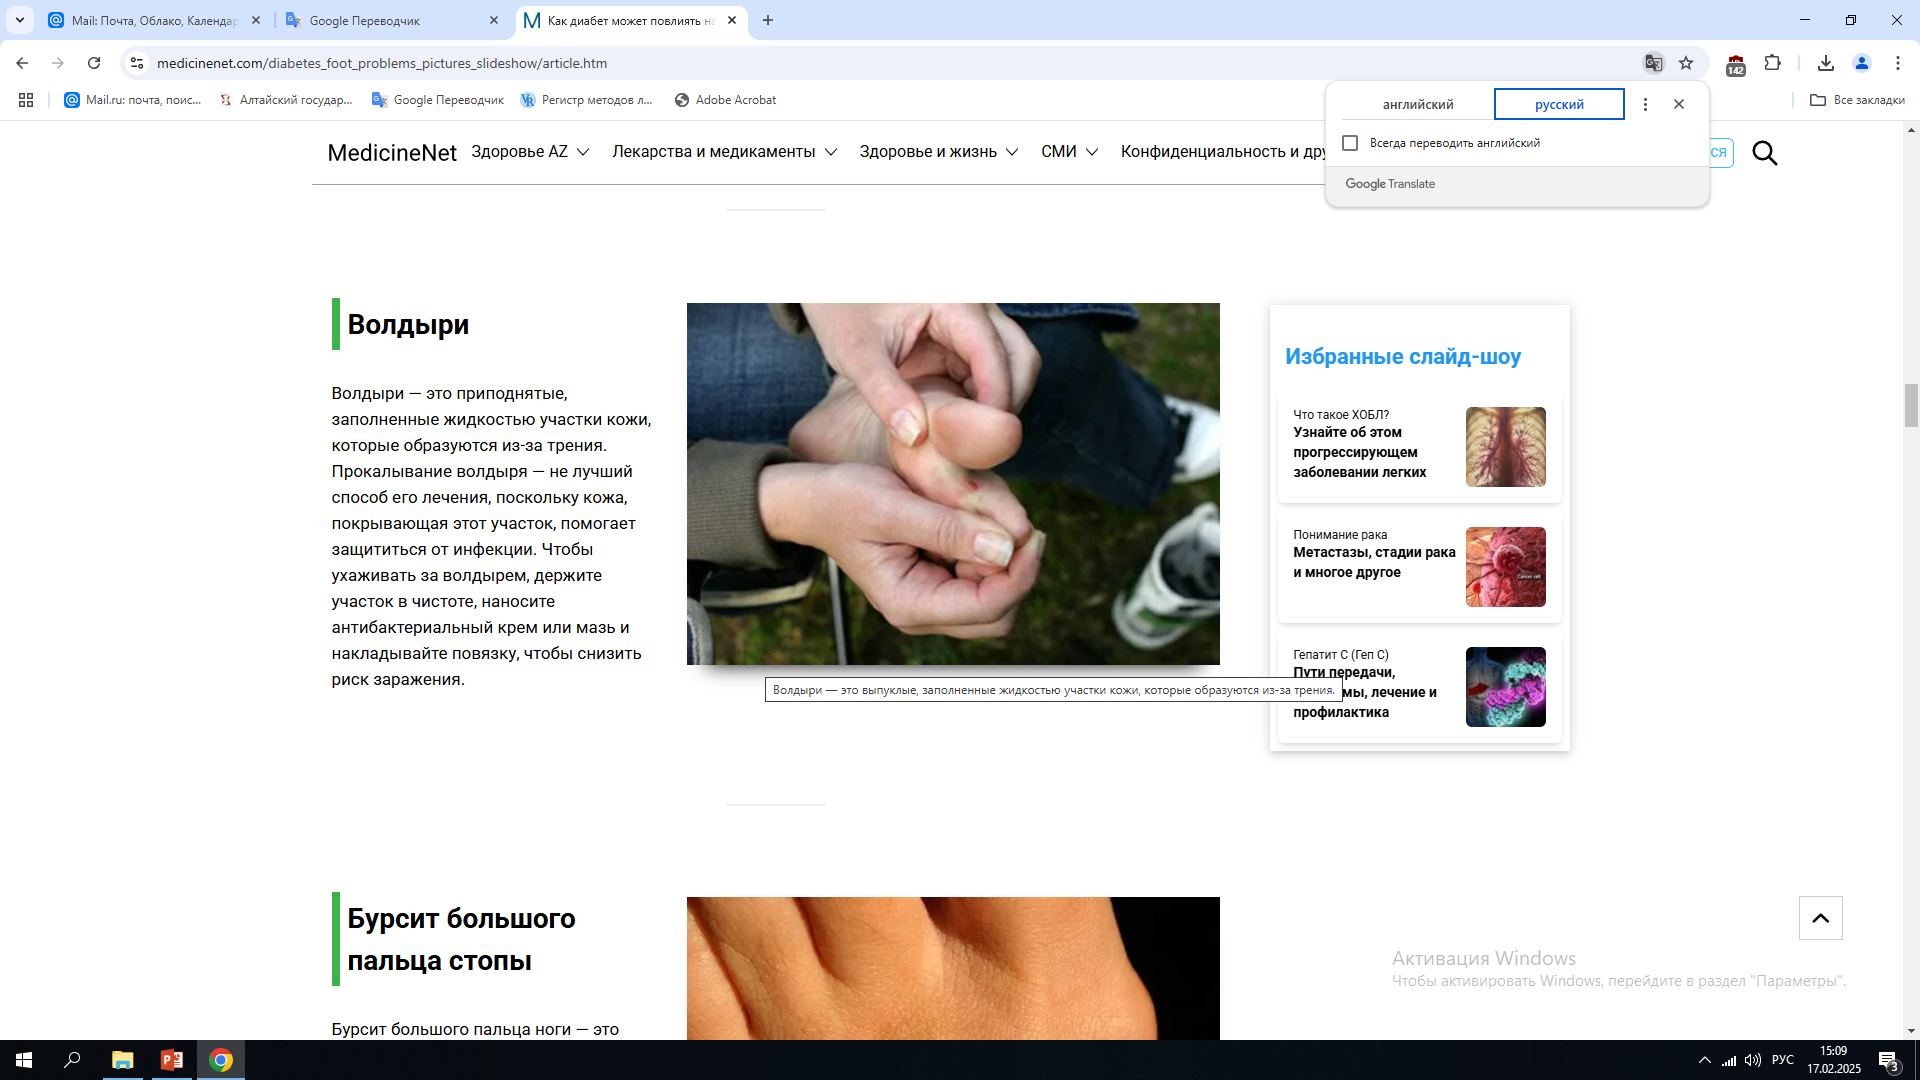 Mail: Почта, Облако, Календар
Google Переводчик
Как диабет может повлиять на
medicinenet.com/diabetes_foot_problems_pictures_slideshow/article.htm
142
Mail.ru: почта, поис...
Алтайский государ...
Google Переводчик
Регистр методов л...
Adobe Acrobat
Все закладки
английский
русский
Всегда переводить английский
Google Translate
MedicineNet
Здоровье AZ
Лекарства и медикаменты
Здоровье и жизнь
СМИ
Конфиденциальность и дру
ся
Волдыри
Волдыри — это приподнятые,
заполненные жидкостью участки кожи,
которые образуются из-за трения.
Прокалывание волдыря — не лучший
способ его лечения, поскольку кожа,
покрывающая этот участок, помогает
защититься от инфекции. Чтобы
ухаживать за волдырем, держите
участок в чистоте, наносите
антибактериальный крем или мазь и
накладывайте повязку, чтобы снизить
риск заражения.
Волдыри — это выпуклые, заполненные жидкостью участки кожи, которые образуются из-за трения.
Избранные слайд-шоу
Что такое ХОБЛ?
Узнайте об этом
прогрессирующем
заболевании легких
Понимание рака
Метастазы, стадии рака
и многое другое
Cancer cell
Гепатит С (Геп С)
Пути передачи,
мы, лечение и
профилактика
Бурсит большого
пальца стопы
Бурсит большого пальца ноги — это
Активация Windows
Чтобы активировать Windows, перейдите в раздел "Параметры".
РУС
15:09
17.02.2025
3